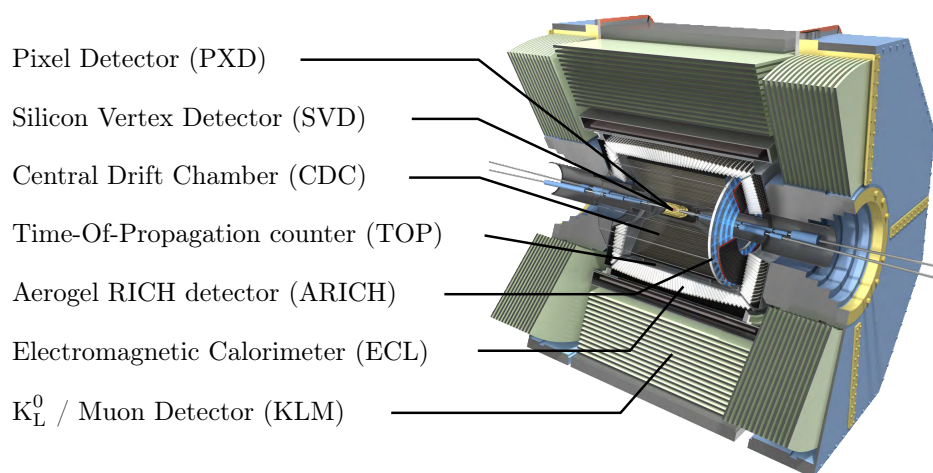 Pixel Detector (PXD)
Silicon Vertex Detector (SVD)
Central Drift Chamber (CDC)
Time-Of-Propagation counter (TOP)
Aerogel RICH detector (ARICH)
Electromagnetic Calorimeter (ECL)
K⁰_L / Muon Detector (KLM)